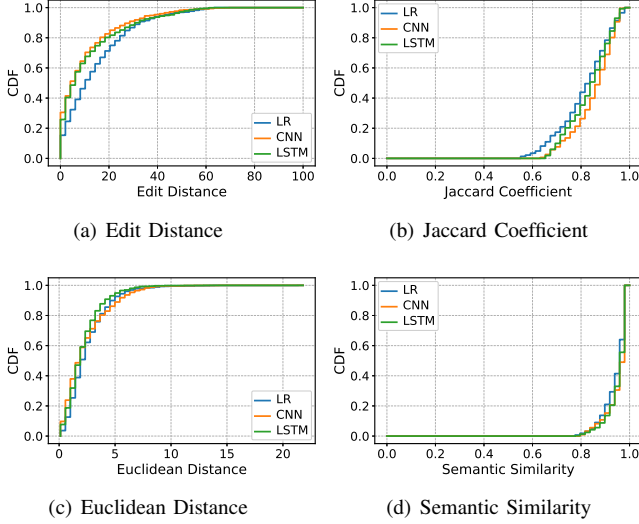 1.0
0.8
0.6
0.4
0.2
0.0
CDF
LR
CNN
LSTM
0 20 40 60 80 100
Edit Distance
(a) Edit Distance
1.0
0.8
0.6
0.4
0.2
0.0
CDF
LR
CNN
LSTM
0.0 0.2 0.4 0.6 0.8 1.0
Jaccard Coefficient
(b) Jaccard Coefficient
1.0
0.8
0.6
0.4
0.2
0.0
CDF
LR
CNN
LSTM
0 5 10 15 20
Euclidean Distance
(c) Euclidean Distance
1.0
0.8
0.6
0.4
0.2
0.0
CDF
LR
CNN
LSTM
0.0 0.2 0.4 0.6 0.8 1.0
Semantic Similarity
(d) Semantic Similarity